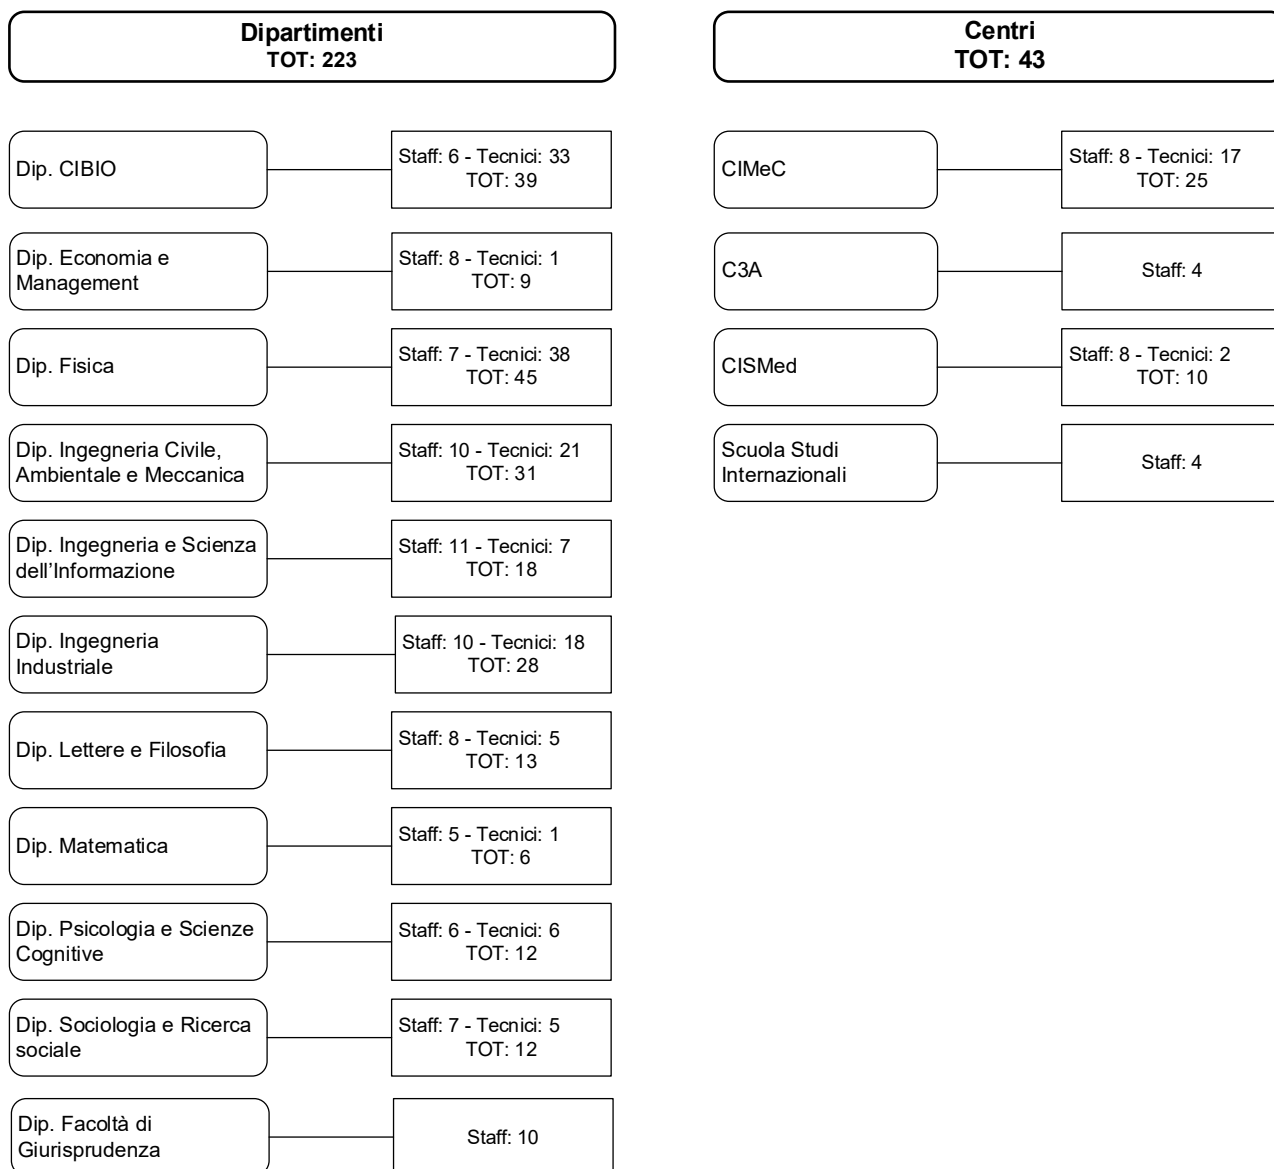 Dipartimenti
TOT: 223
Dip. CIBIO
Staff: 6 - Tecnici: 33
TOT: 39
Dip. Economia e
Management
Staff: 8 - Tecnici: 1
TOT: 9
Dip. Fisica
Staff: 7 - Tecnici: 38
TOT: 45
Dip. Ingegneria Civile,
Ambientale e Meccanica
Staff: 10 - Tecnici: 21
TOT: 31
Dip. Ingegneria e Scienza
dell'Informazione
Staff: 11 - Tecnici: 7
TOT: 18
Dip. Ingegneria
Industriale
Staff: 10 - Tecnici: 18
TOT: 28
Dip. Lettere e Filosofia
Staff: 8 - Tecnici: 5
TOT: 13
Dip. Matematica
Staff: 5 - Tecnici: 1
TOT: 6
Dip. Psicologia e Scienze
Cognitive
Staff: 6 - Tecnici: 6
TOT: 12
Dip. Sociologia e Ricerca
sociale
Staff: 7 - Tecnici: 5
TOT: 12
Dip. Facoltà di
Giurisprudenza
Staff: 10
Centri
TOT: 43
CIMeC
Staff: 8 - Tecnici: 17
TOT: 25
C3A
Staff: 4
CISMed
Staff: 8 - Tecnici: 2
TOT: 10
Scuola Studi
Internazionali
Staff: 4